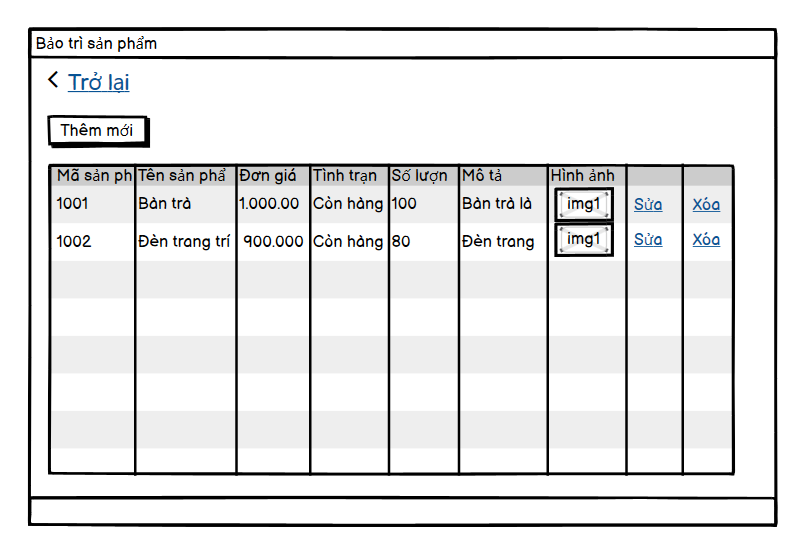 Bảo trì sản phẩm
Trở lại
Thêm mới
Mã sản ph Tên sản phẩ Đơn giá Tình trạn Số lượn Mô tả Hình ảnh
1001 Bàn trà 1.000.00 Còn hàng 100 Bàn trà là img1 Sửa Xóa
1002 Đèn trang trí 900.000 Còn hàng 80 Đèn trang img1 Sửa Xóa